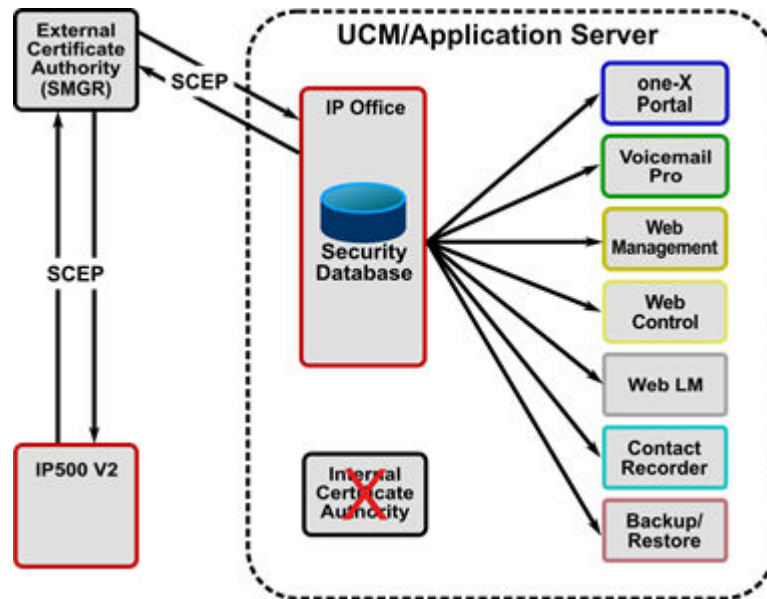 External
Certificate
Authority
(SMGR)
SCEP
UCM/Application Server
IP Office
Security
Database
one-X
Portal
Voicemail
Pro
Web
Management
Web
Control
Web LM
Contact
Recorder
Backup/
Restore
SCEP
IP500 V2
Internal
Certificate
Authority